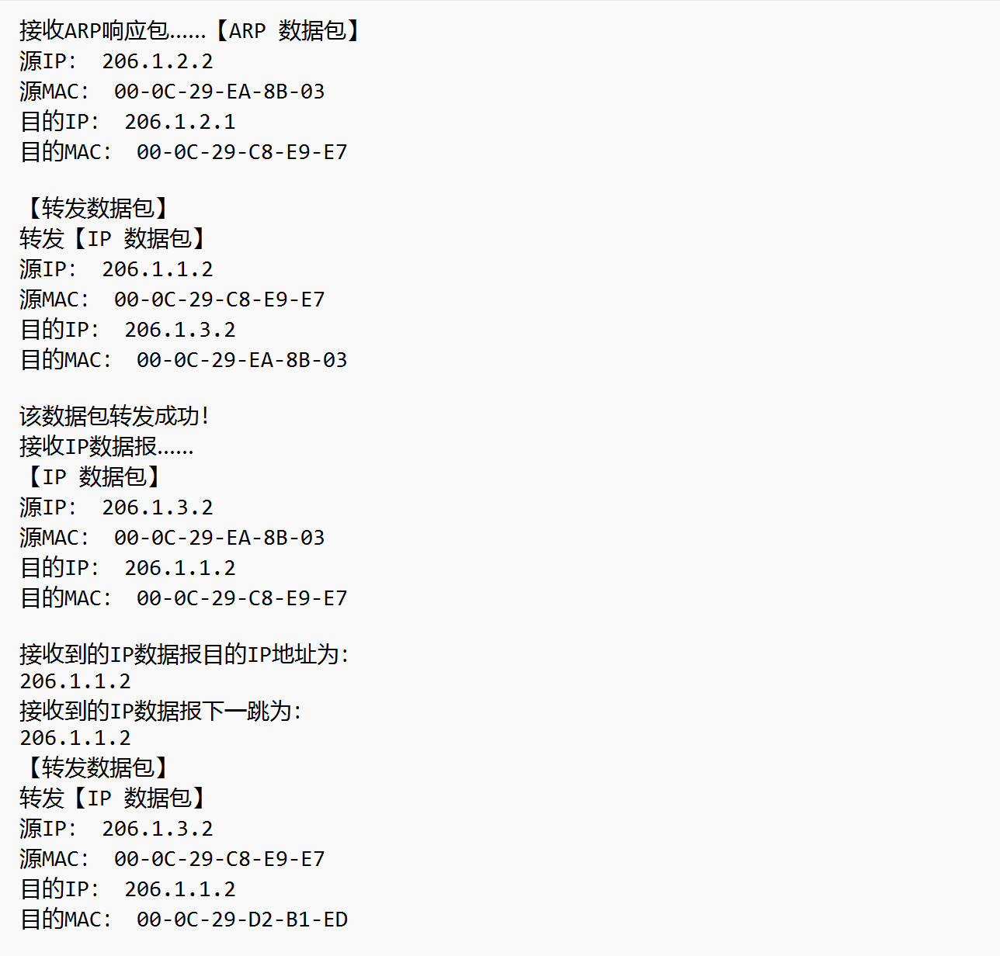 接收ARP响应包……【ARP 数据包】
源IP： 206.1.2.2
源MAC： 00-0C-29-EA-8B-03
目的IP： 206.1.2.1
目的MAC： 00-0C-29-C8-E9-E7
【转发数据包】
转发【IP 数据包】
源IP： 206.1.1.2
源MAC： 00-0C-29-C8-E9-E7
目的IP： 206.1.3.2
目的MAC： 00-0C-29-EA-8B-03
该数据包转发成功！
接收IP数据报……
【IP 数据包】
源IP： 206.1.3.2
源MAC： 00-0C-29-EA-8B-03
目的IP： 206.1.1.2
目的MAC： 00-0C-29-C8-E9-E7
接收到的IP数据报目的IP地址为：
206.1.1.2
接收到的IP数据报下一跳为：
206.1.1.2
【转发数据包】
转发【IP 数据包】
源IP： 206.1.3.2
源MAC： 00-0C-29-C8-E9-E7
目的IP： 206.1.1.2
目的MAC： 00-0C-29-D2-B1-ED